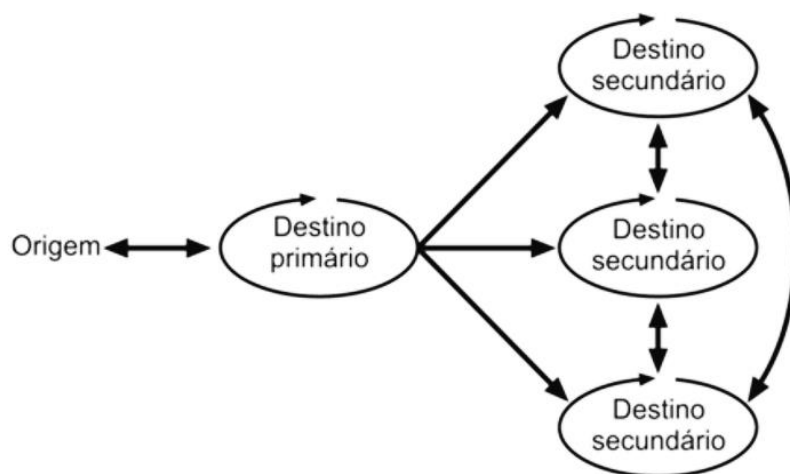 Destino
secundário
Origem
Destino
primário
Destino
secundário
Destino
secundário